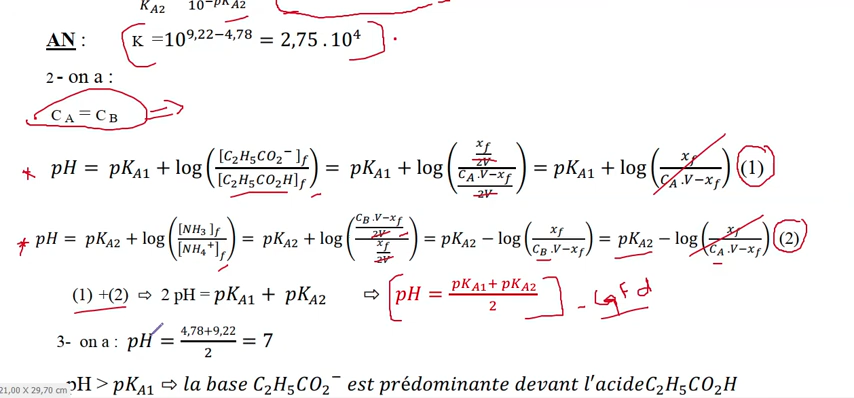 K_A2 10^-pK_A2
AN : K =10^(9,22−4,78) = 2,75 . 10^4
2 - on a :
C_A = C_B
* pH = pK_A1 + log([C₂H₅CO₂⁻]_f / [C₂H₅CO₂H]_f) = pK_A1 + log((x_f/2V) / ((C_A.V−x_f)/2V)) = pK_A1 + log(x_f / (C_A.V−x_f)) (1)
* pH = pK_A2 + log([NH₃]_f / [NH₄⁺]_f) = pK_A2 + log(((C_B.V−x_f)/2V) / (x_f/2V)) = pK_A2 − log(x_f / (C_B.V−x_f)) = pK_A2 − log(x_f / (C_A.V−x_f)) (2)
(1) +(2) ⇨ 2 pH = pK_A1 + pK_A2 ⇨ pH = (pK_A1 + pK_A2) / 2 - CqFd
3- on a : pH = (4,78+9,22) / 2 = 7
21,00 X 29,70 cm
pH > pK_A1 ⇨ la base C₂H₅CO₂⁻ est prédominante devant l'acideC₂H₅CO₂H